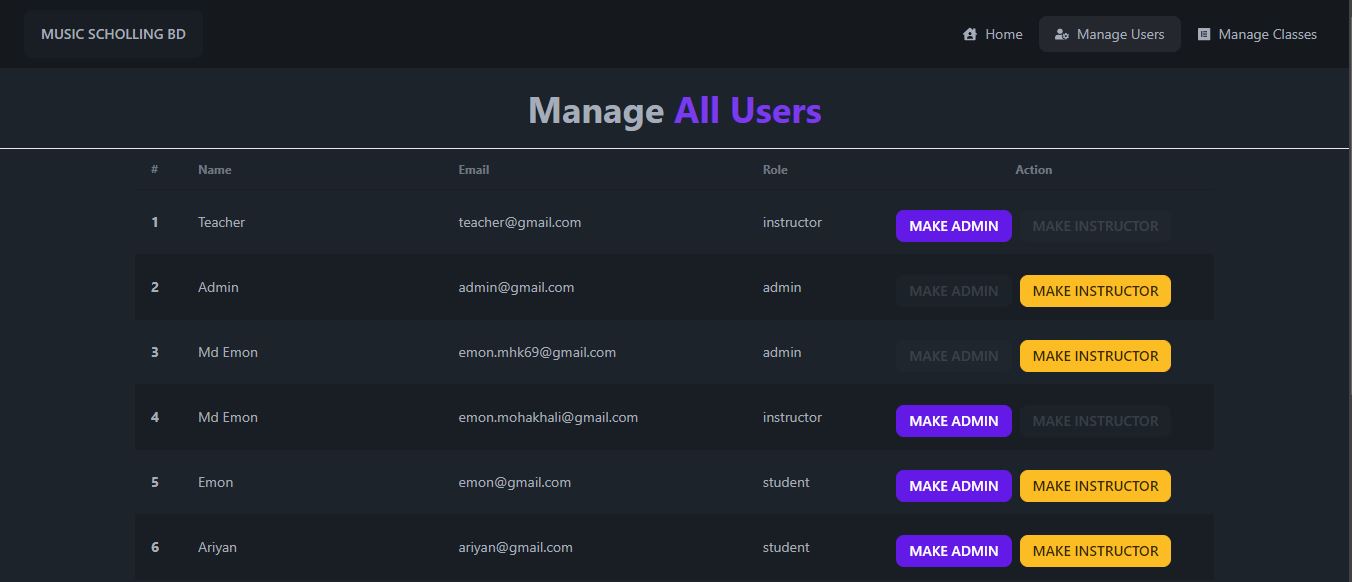 MUSIC SCHOLLING BD Home Manage Users Manage Classes
Manage All Users
# Name Email Role Action
1 Teacher teacher@gmail.com instructor MAKE ADMIN MAKE INSTRUCTOR
2 Admin admin@gmail.com admin MAKE ADMIN MAKE INSTRUCTOR
3 Md Emon emon.mhk69@gmail.com admin MAKE ADMIN MAKE INSTRUCTOR
4 Md Emon emon.mohakhali@gmail.com instructor MAKE ADMIN MAKE INSTRUCTOR
5 Emon emon@gmail.com student MAKE ADMIN MAKE INSTRUCTOR
6 Ariyan ariyan@gmail.com student MAKE ADMIN MAKE INSTRUCTOR